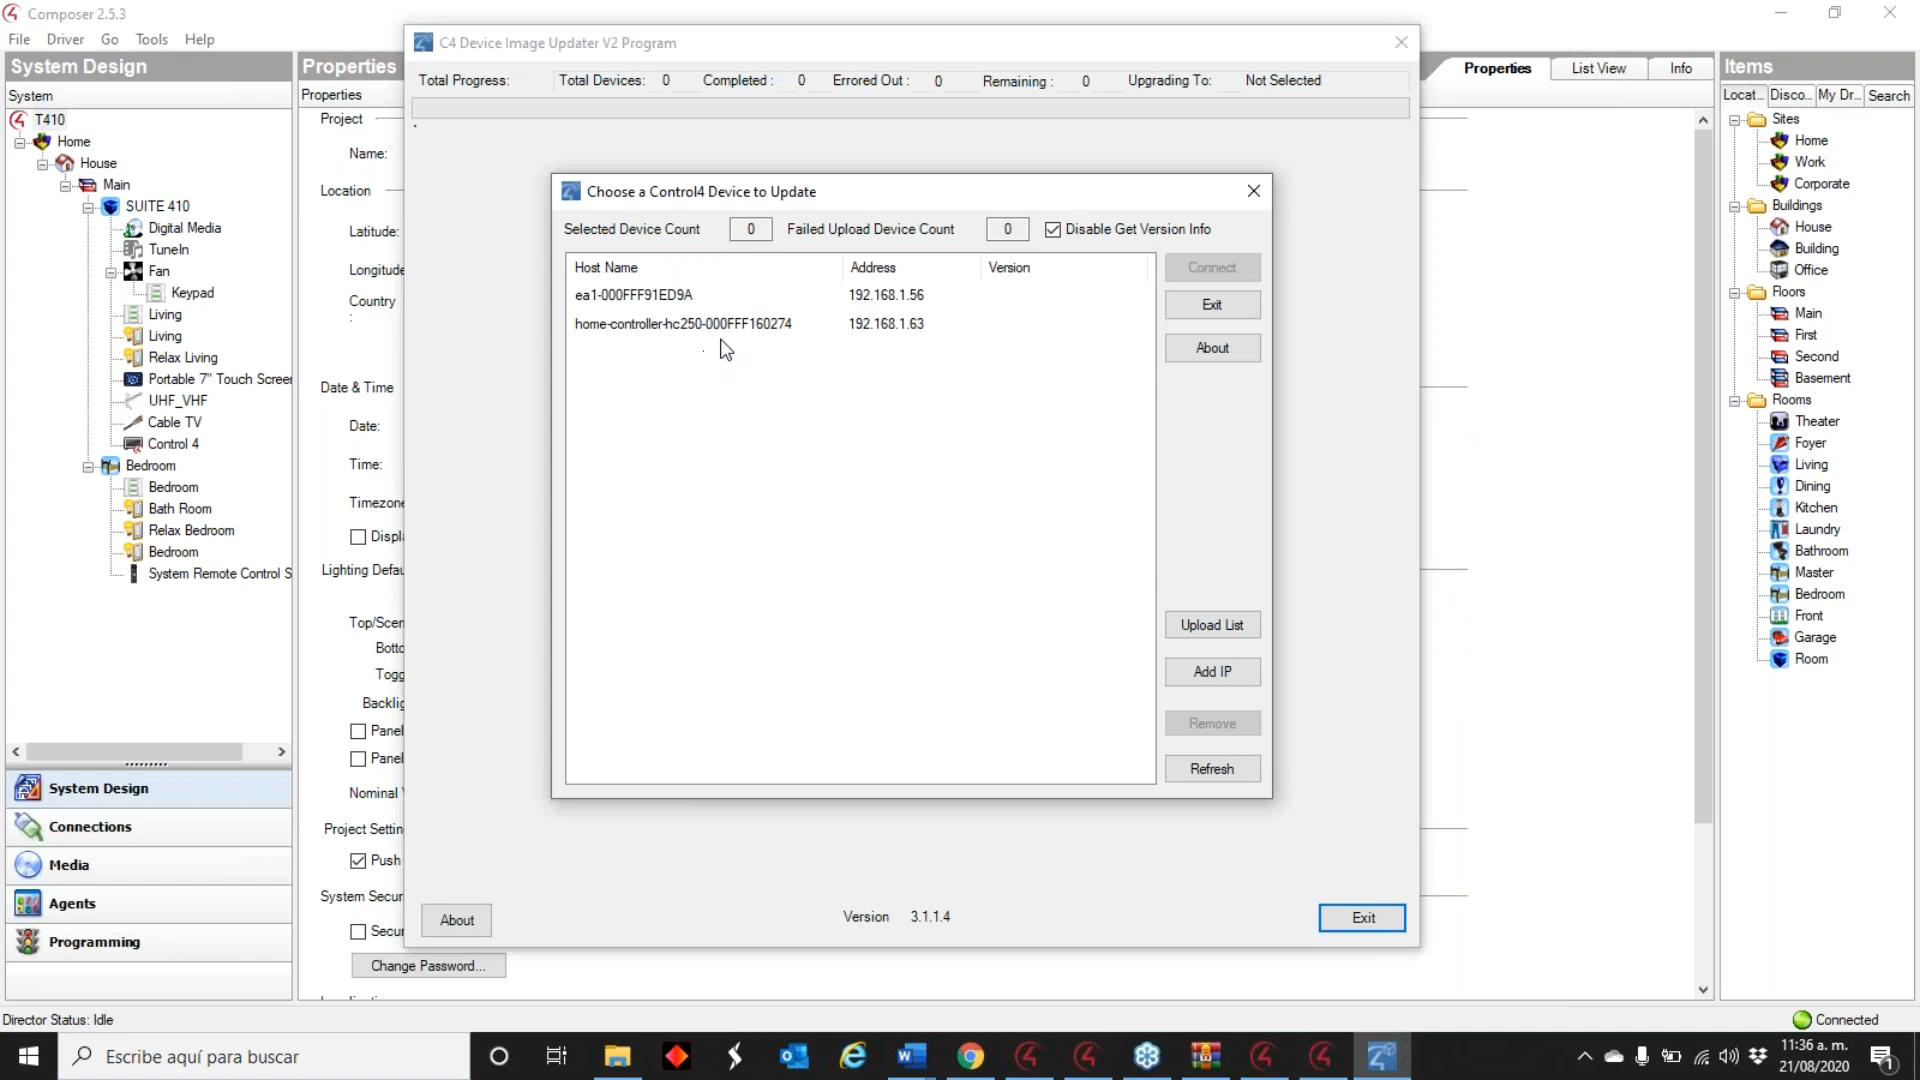 Composer 2.5.3
File Driver Go Tools Help
System Design
System
T410
Home
House
Main
SUITE 410
Digital Media
TuneIn
Fan
Keypad
Living
Living
Relax Living
Portable 7" Touch Screer
UHF_VHF
Cable TV
Control 4
Bedroom
Bedroom
Bath Room
Relax Bedroom
Bedroom
System Remote Control S
System Design
Connections
Media
Agents
Programming
Properties
Properties
Project
Name:
Location
Latitude:
Longitude
Country
:
Date & Time
Date:
Time:
Timezone
Displa
Lighting Defau
Top/Scen
Botto
Togg
Backlig
Panel
Panel
Nominal V
Project Settin
Push
System Secur
Secur
Change Password...
C4 Device Image Updater V2 Program
Total Progress: Total Devices: 0 Completed : 0 Errored Out : 0 Remaining : 0 Upgrading To: Not Selected
Choose a Control4 Device to Update
Selected Device Count 0 Failed Upload Device Count 0 Disable Get Version Info
Host Name Address Version
ea1-000FFF91ED9A 192.168.1.56
home-controller-hc250-000FFF160274 192.168.1.63
Connect
Exit
About
Upload List
Add IP
Remove
Refresh
About
Version 3.1.1.4
Exit
Properties List View Info
Items
Locat... Disco... My Dr... Search
Sites
Home
Work
Corporate
Buildings
House
Building
Office
Floors
Main
First
Second
Basement
Rooms
Theater
Foyer
Living
Dining
Kitchen
Laundry
Bathroom
Master
Bedroom
Front
Garage
Room
Director Status: Idle
Connected
Escribe aquí para buscar
11:36 a. m.
21/08/2020
1